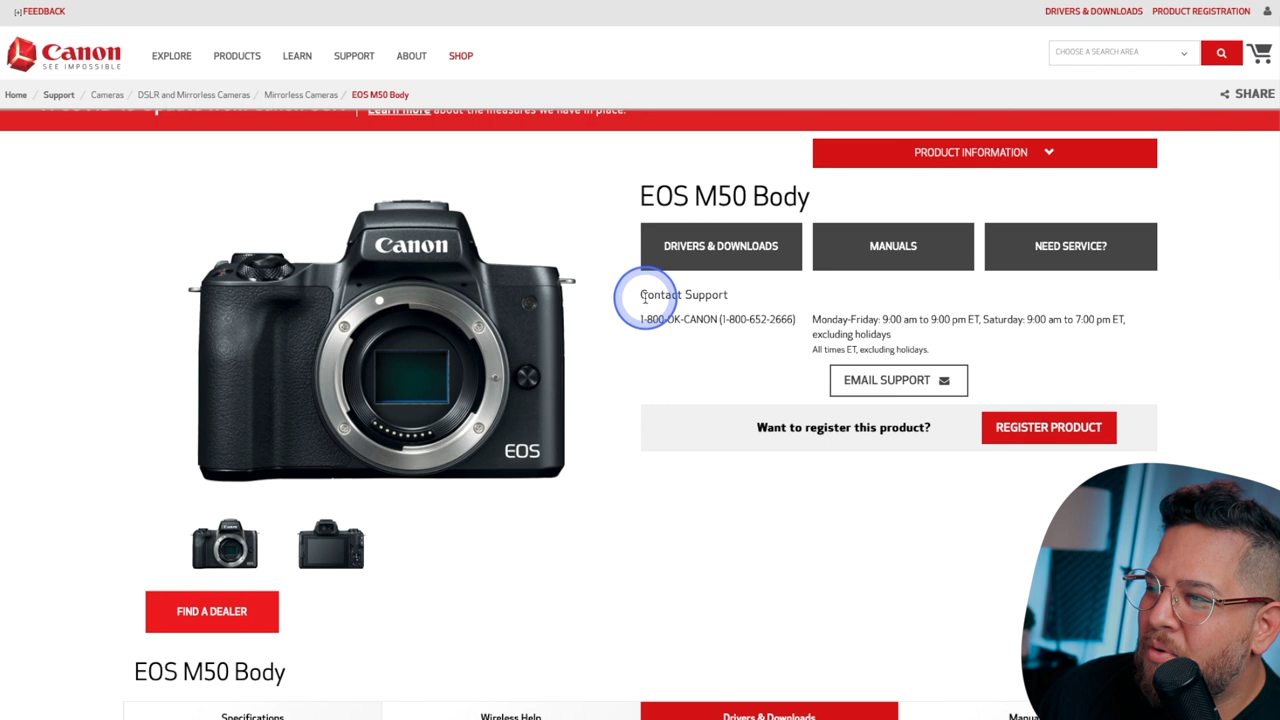 [+] FEEDBACK
DRIVERS & DOWNLOADS PRODUCT REGISTRATION
Canon
SEE IMPOSSIBLE
EXPLORE PRODUCTS LEARN SUPPORT ABOUT SHOP
CHOOSE A SEARCH AREA
Home / Support / Cameras / DSLR and Mirrorless Cameras / Mirrorless Cameras / EOS M50 Body
SHARE
Learn more about the measures we have in place.
PRODUCT INFORMATION
EOS M50 Body
DRIVERS & DOWNLOADS
MANUALS
NEED SERVICE?
Contact Support
1-800-OK-CANON (1-800-652-2666)
Monday-Friday: 9:00 am to 9:00 pm ET, Saturday: 9:00 am to 7:00 pm ET,
excluding holidays
All times ET, excluding holidays.
EMAIL SUPPORT
Want to register this product?
REGISTER PRODUCT
Canon
EOS
FIND A DEALER
EOS M50 Body
Specifications
Wireless Help
Drivers & Downloads